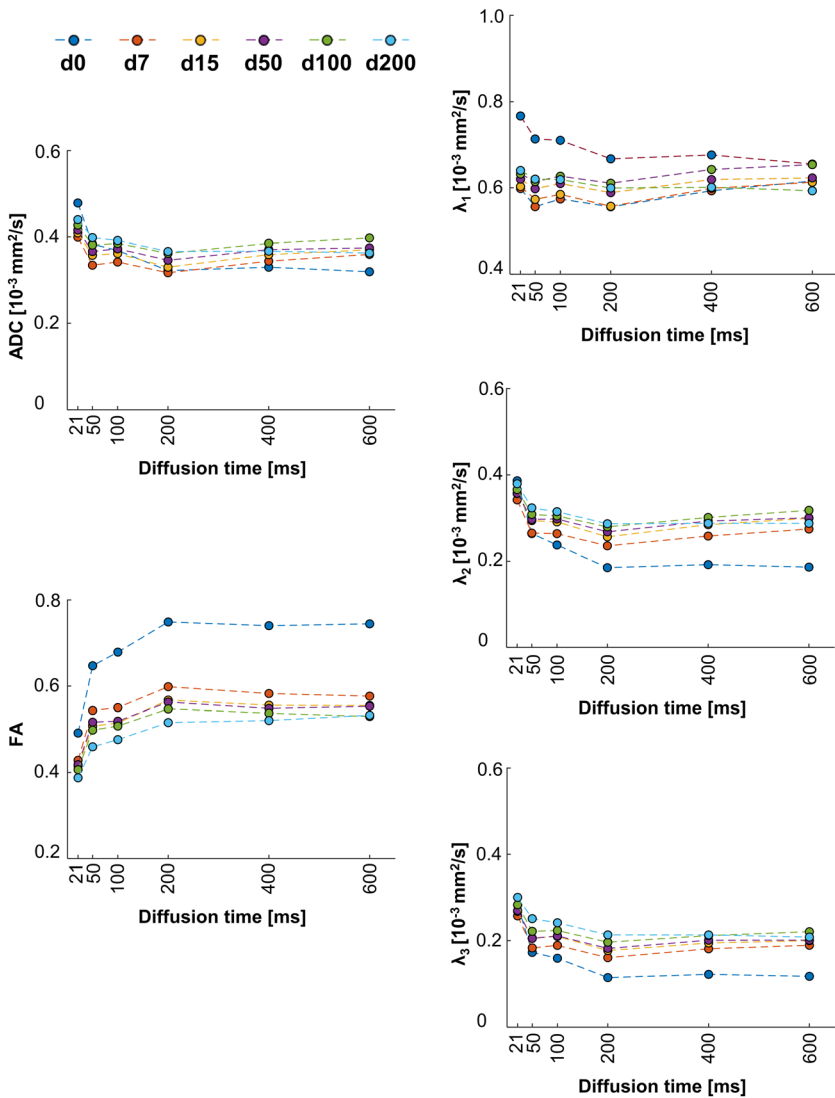 d0 d7 d15 d50 d100 d200
ADC [10⁻³ mm²/s]
0.6
0.4
0.2
0
21 50 100 200 400 600
Diffusion time [ms]
FA
0.8
0.6
0.4
0.2
21 50 100 200 400 600
Diffusion time [ms]
λ₁ [10⁻³ mm²/s]
1.0
0.8
0.6
0.4
21 50 100 200 400 600
Diffusion time [ms]
λ₂ [10⁻³ mm²/s]
0.6
0.4
0.2
0
21 50 100 200 400 600
Diffusion time [ms]
λ₃ [10⁻³ mm²/s]
0.6
0.4
0.2
0
21 50 100 200 400 600
Diffusion time [ms]